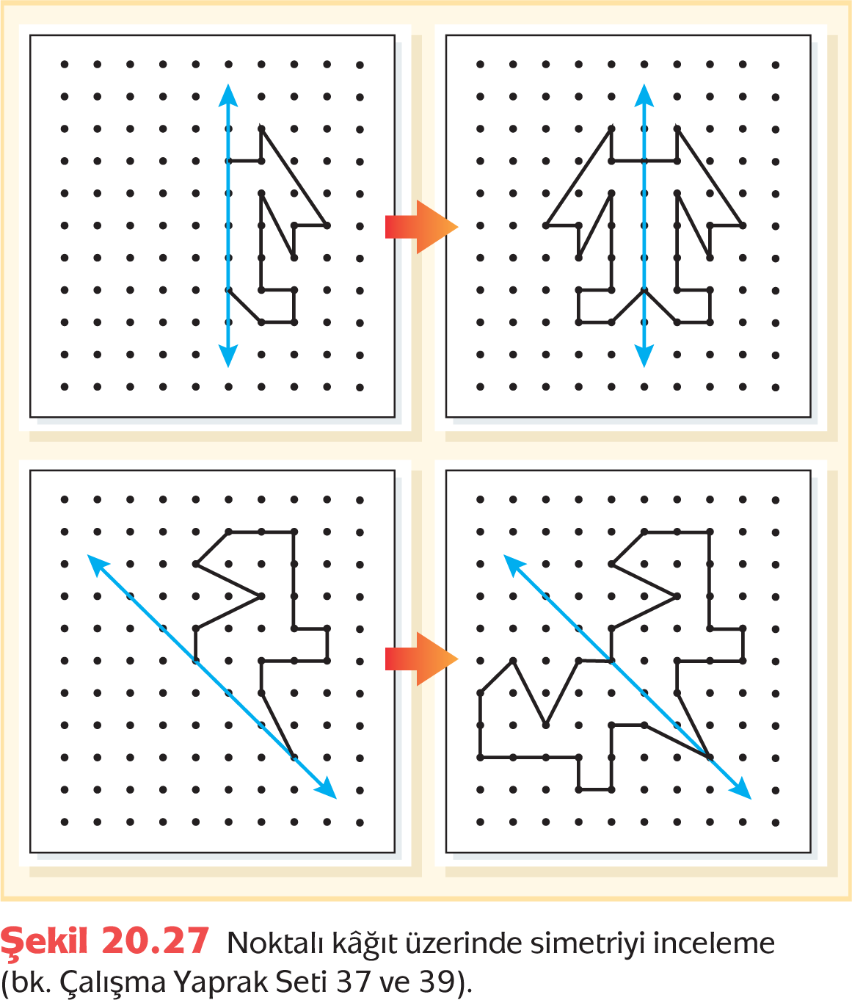 Şekil 20.27 Noktalı kâğıt üzerinde simetriyi inceleme
(bk. Çalışma Yaprak Seti 37 ve 39).